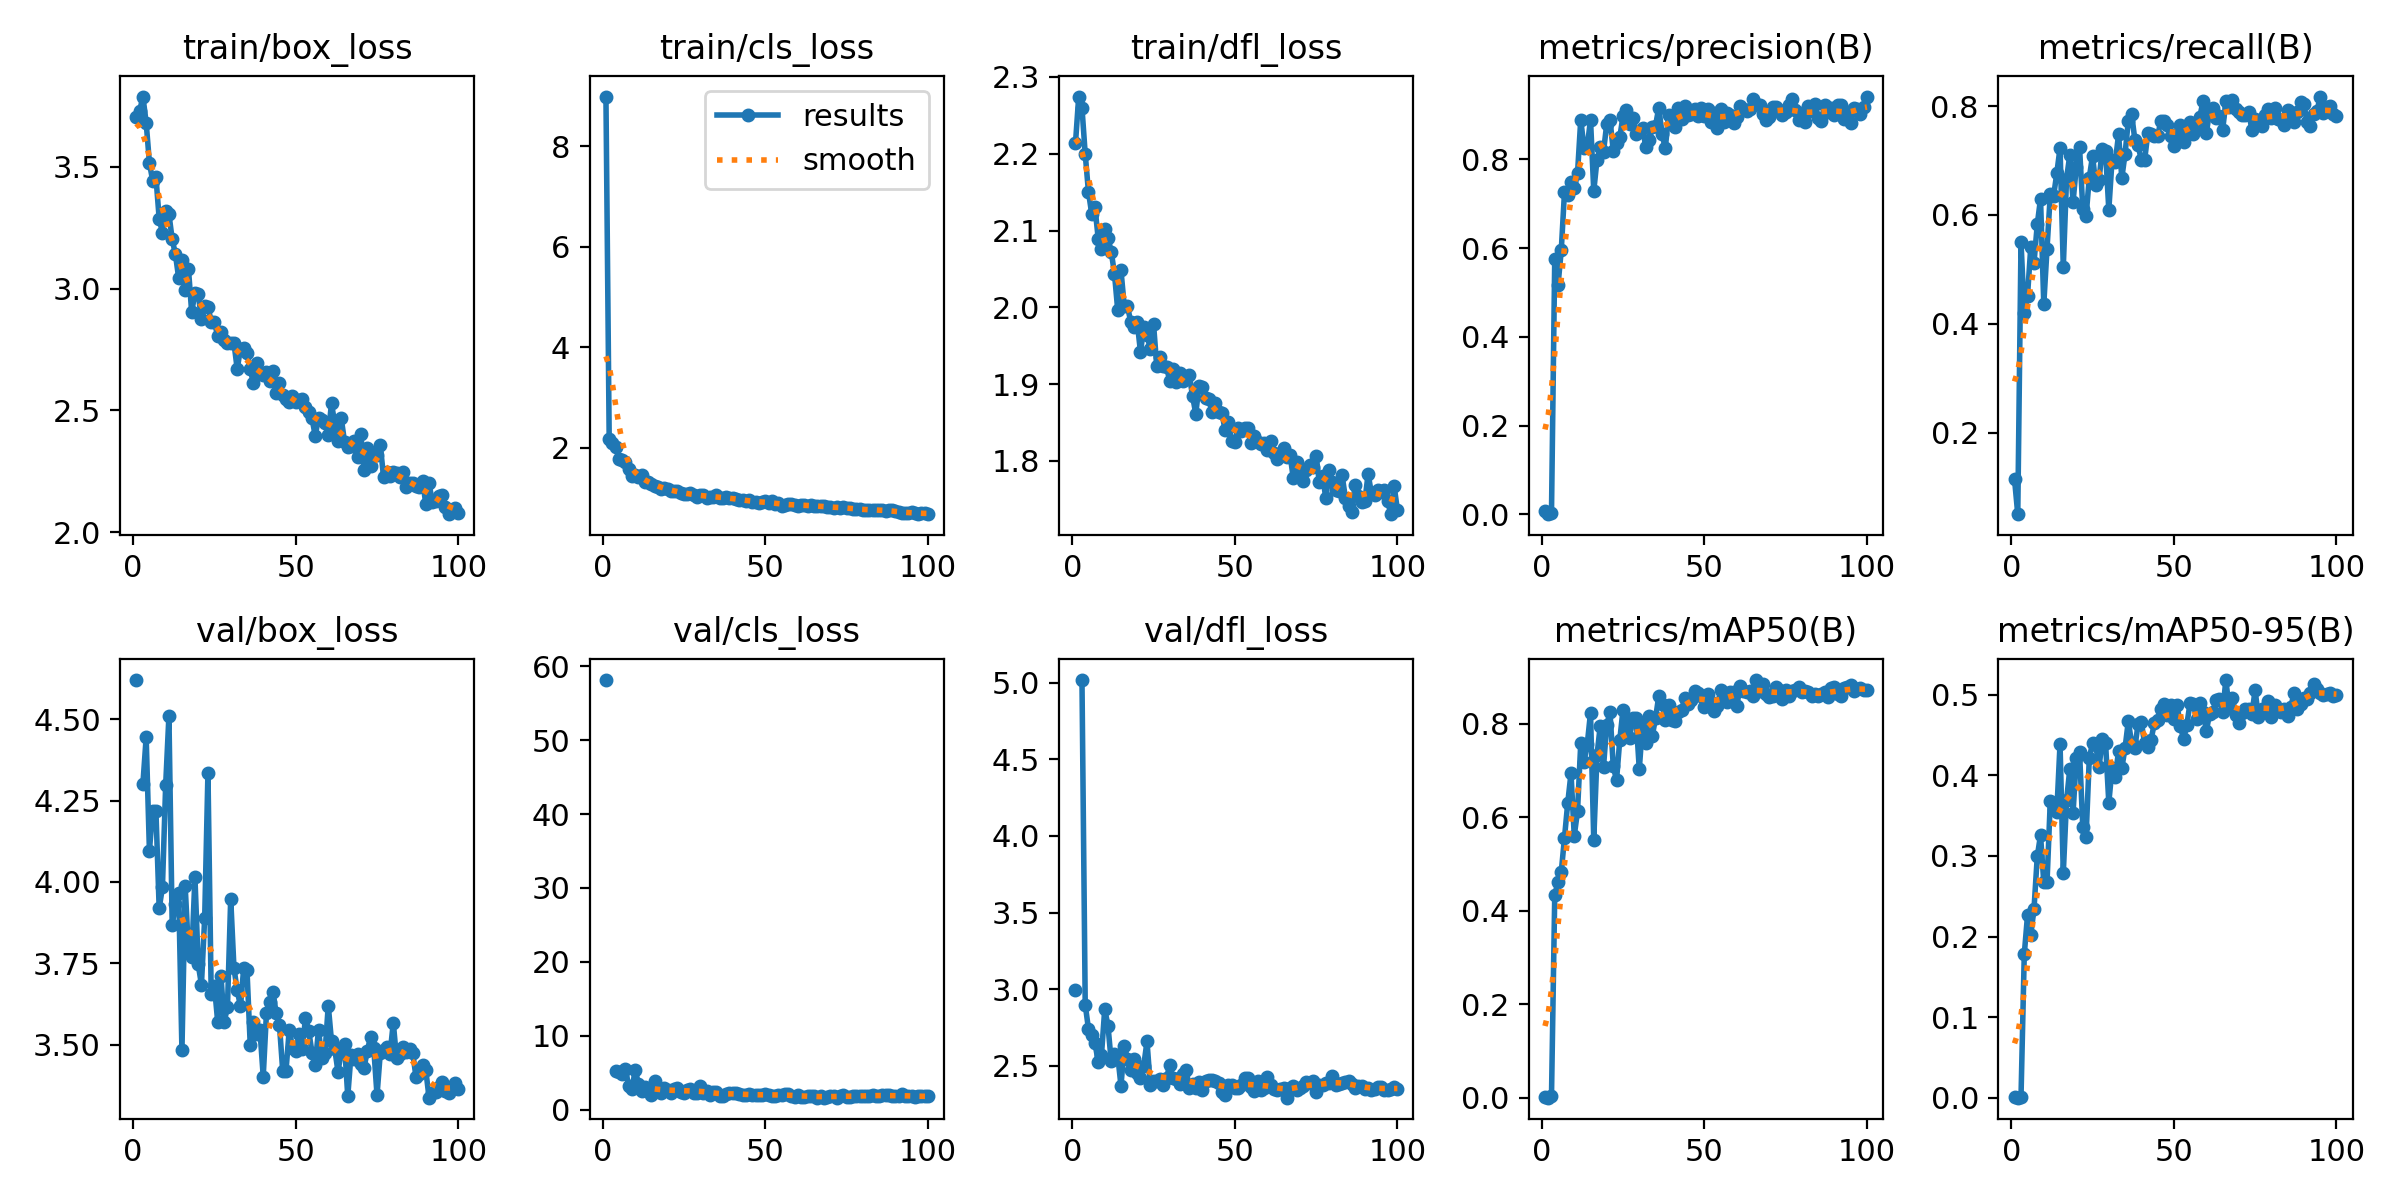 train/box_loss
3.5
3.0
2.5
2.0
0 50 100
train/cls_loss
results
smooth
8
6
4
2
0 50 100
train/dfl_loss
2.3
2.2
2.1
2.0
1.9
1.8
0 50 100
metrics/precision(B)
0.8
0.6
0.4
0.2
0.0
0 50 100
metrics/recall(B)
0.8
0.6
0.4
0.2
0 50 100
val/box_loss
4.50
4.25
4.00
3.75
3.50
0 50 100
val/cls_loss
60
50
40
30
20
10
0
0 50 100
val/dfl_loss
5.0
4.5
4.0
3.5
3.0
2.5
0 50 100
metrics/mAP50(B)
0.8
0.6
0.4
0.2
0.0
0 50 100
metrics/mAP50-95(B)
0.5
0.4
0.3
0.2
0.1
0.0
0 50 100